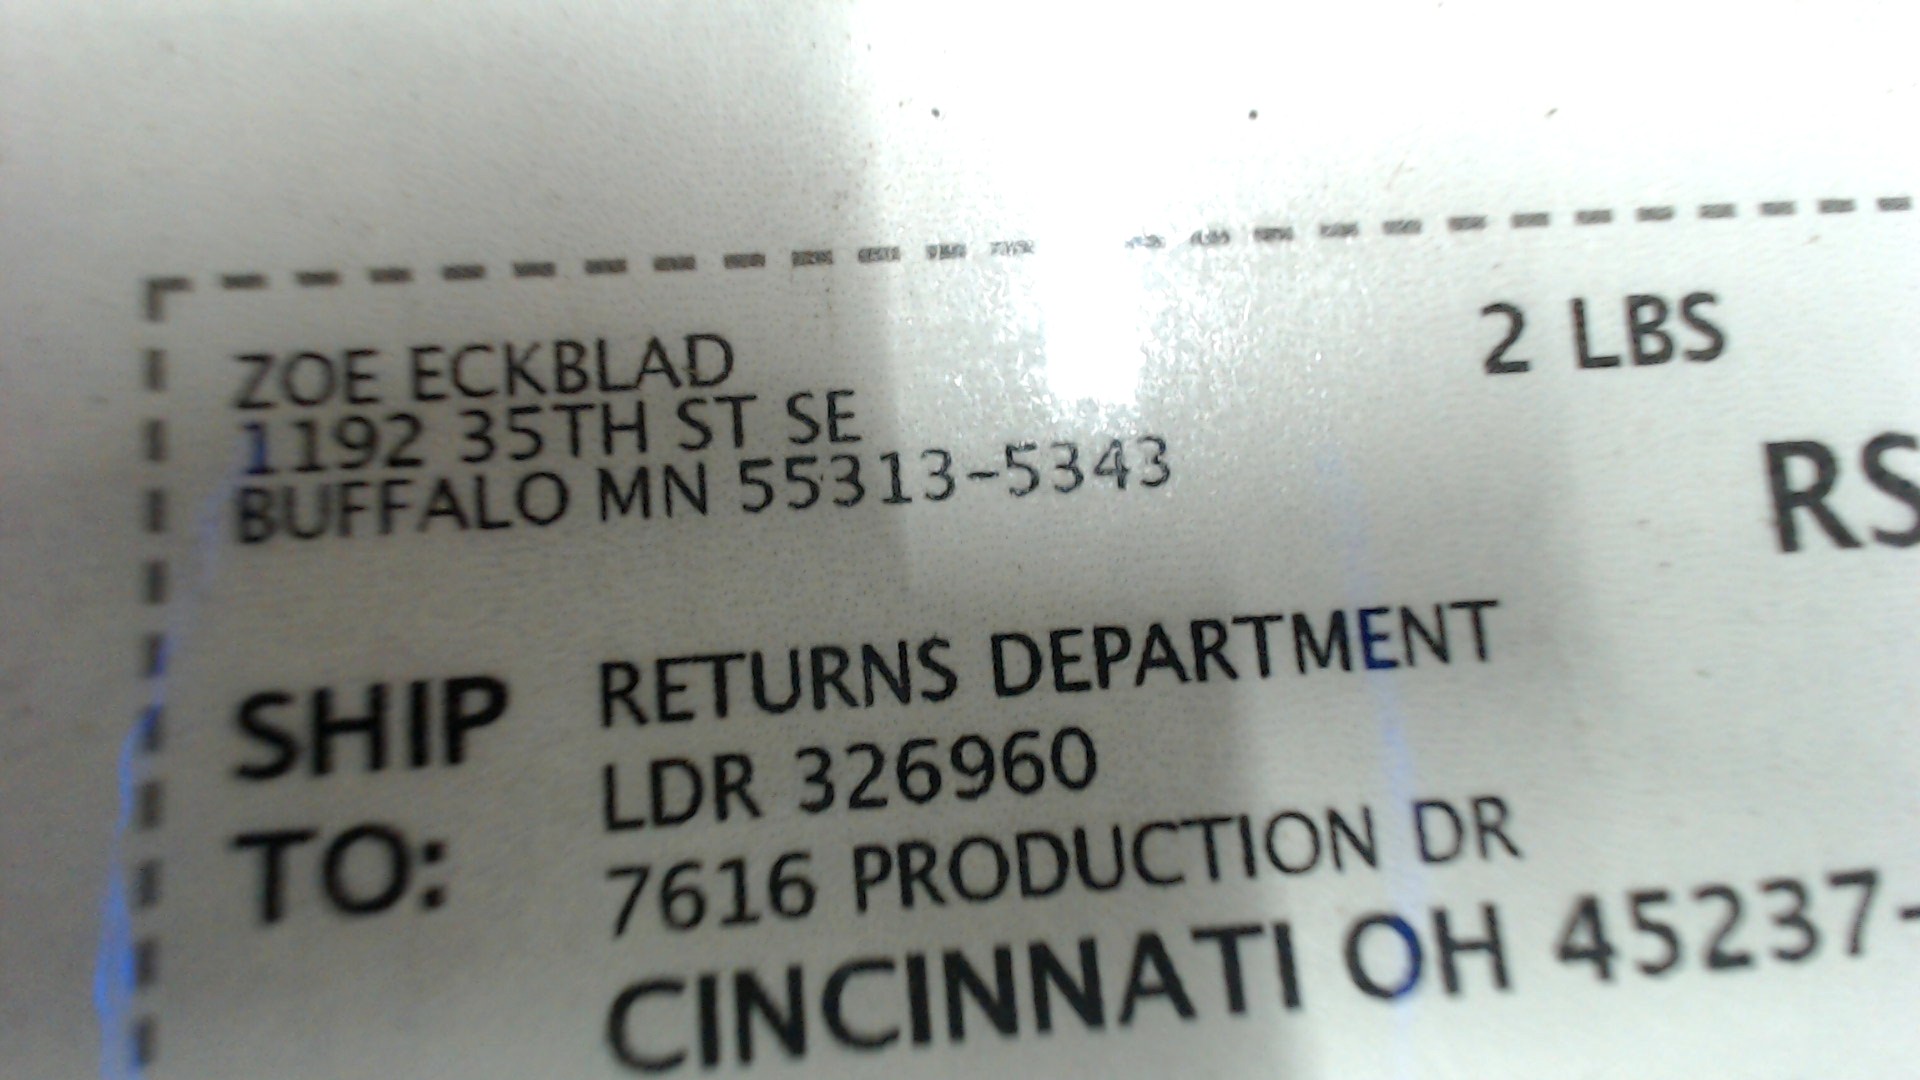 ZOE ECKBLAD
1192 35TH ST SE
BUFFALO MN 55313-5343
2 LBS
RS
SHIP TO:
RETURNS DEPARTMENT
LDR 326960
7616 PRODUCTION DR
CINCINNATI OH 45237-